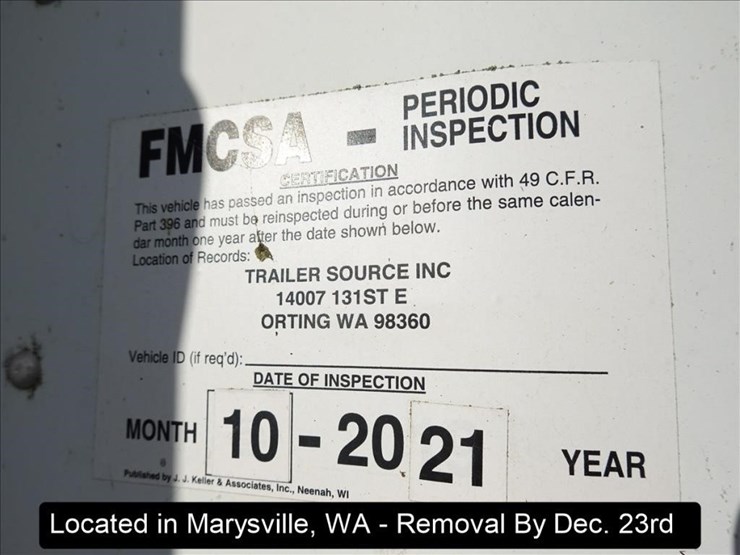 FMCSA - PERIODIC
INSPECTION
CERTIFICATION
This vehicle has passed an inspection in accordance with 49 C.F.R.
Part 396 and must be reinspected during or before the same calen-
dar month one year after the date shown below.
Location of Records:
TRAILER SOURCE INC
14007 131ST E
ORTING WA 98360
Vehicle ID (if req'd):
DATE OF INSPECTION
MONTH 10 - 2021 YEAR
Published by J. J. Keller & Associates, Inc., Neenah, WI
Located in Marysville, WA - Removal By Dec. 23rd